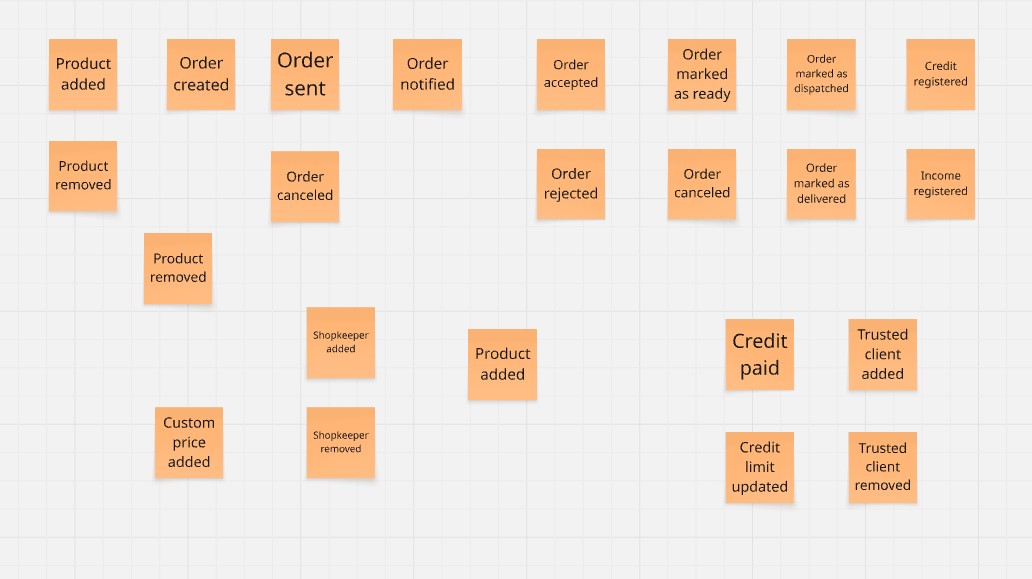 Product
added
Order
created
Order
sent
Order
notified
Order
accepted
Order
marked
as ready
Order
marked as
dispatched
Credit
registered
Product
removed
Order
canceled
Order
rejected
Order
canceled
Order
marked as
delivered
Income
registered
Product
removed
Shopkeeper
added
Product
added
Credit
paid
Trusted
client
added
Custom
price
added
Shopkeeper
removed
Credit
limit
updated
Trusted
client
removed